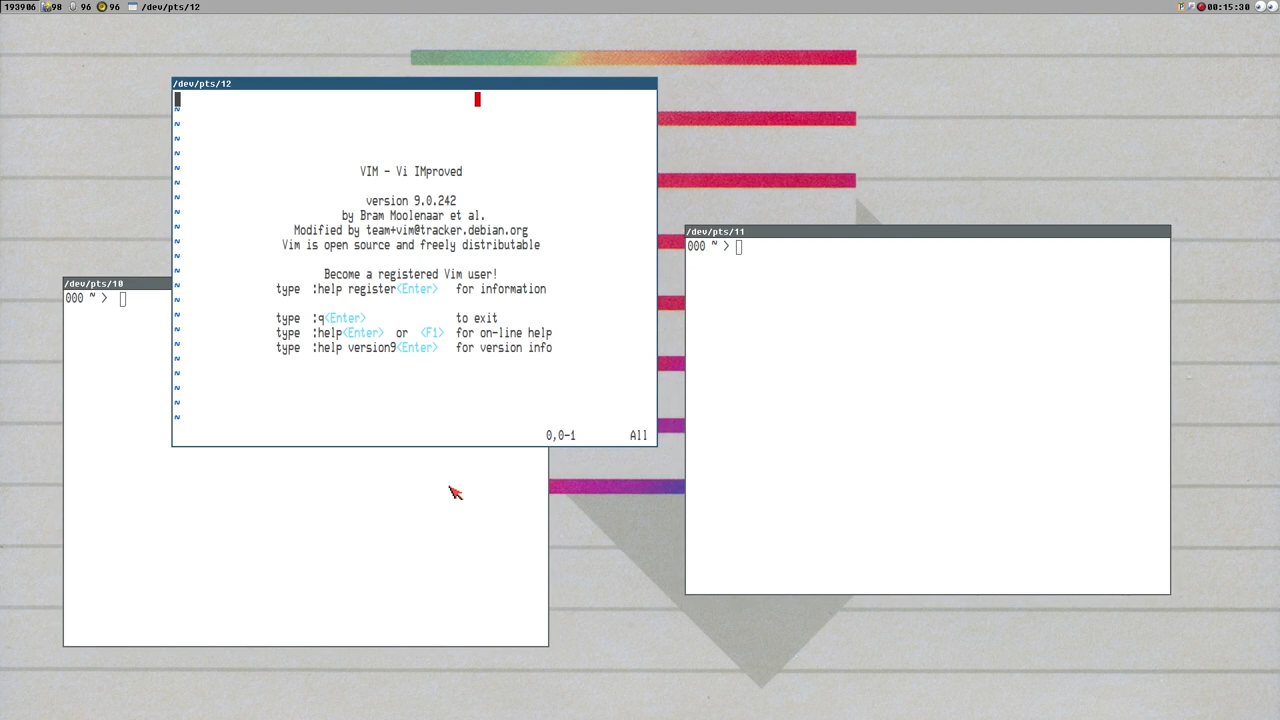 193906 98 96 96 /dev/pts/12
00:15:30
/dev/pts/12
~
~
~
~
~
VIM - Vi IMproved
~
~
version 9.0.242
~
by Bram Moolenaar et al.
~
Modified by team+vim@tracker.debian.org
~
Vim is open source and freely distributable
~
~
Become a registered Vim user!
~
type :help register<Enter> for information
~
~
type :q<Enter> to exit
~
type :help<Enter> or <F1> for on-line help
~
type :help version9<Enter> for version info
~
~
~
~
~
0,0-1 All
/dev/pts/11
000 ~ >
/dev/pts/10
000 ~ >